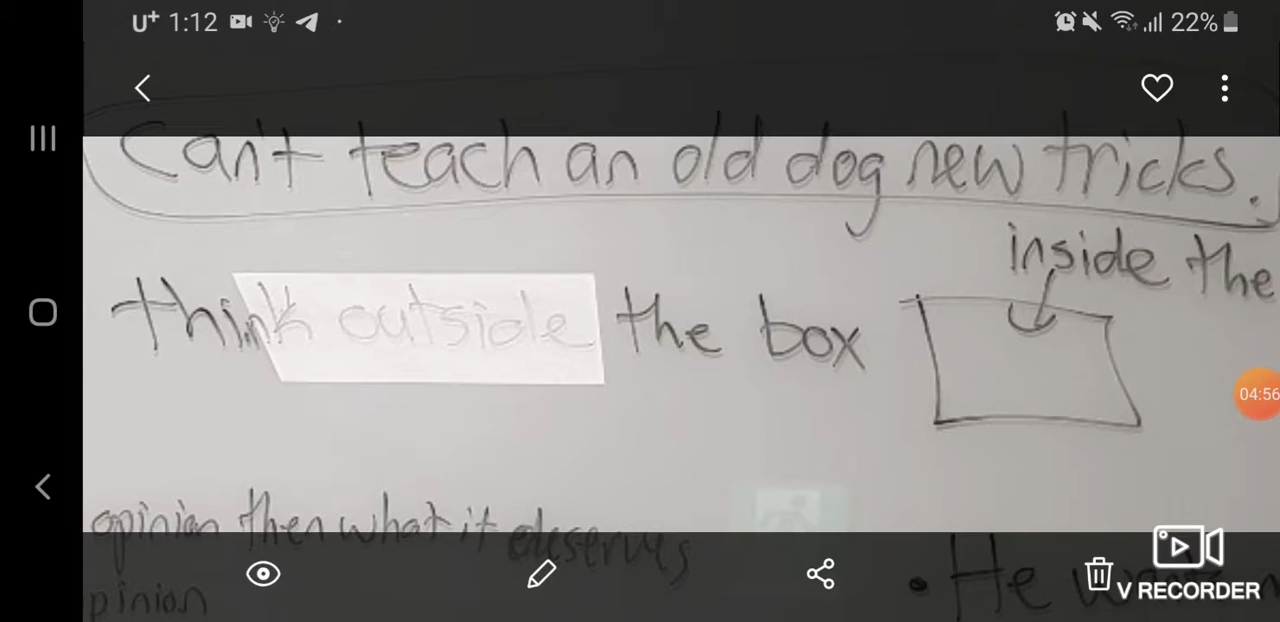 U+ 1:12 22%
Can't teach an old dog new tricks.
inside the
think outside the box
04:56
opinion then what it deserves
pinion
• He
V RECORDER